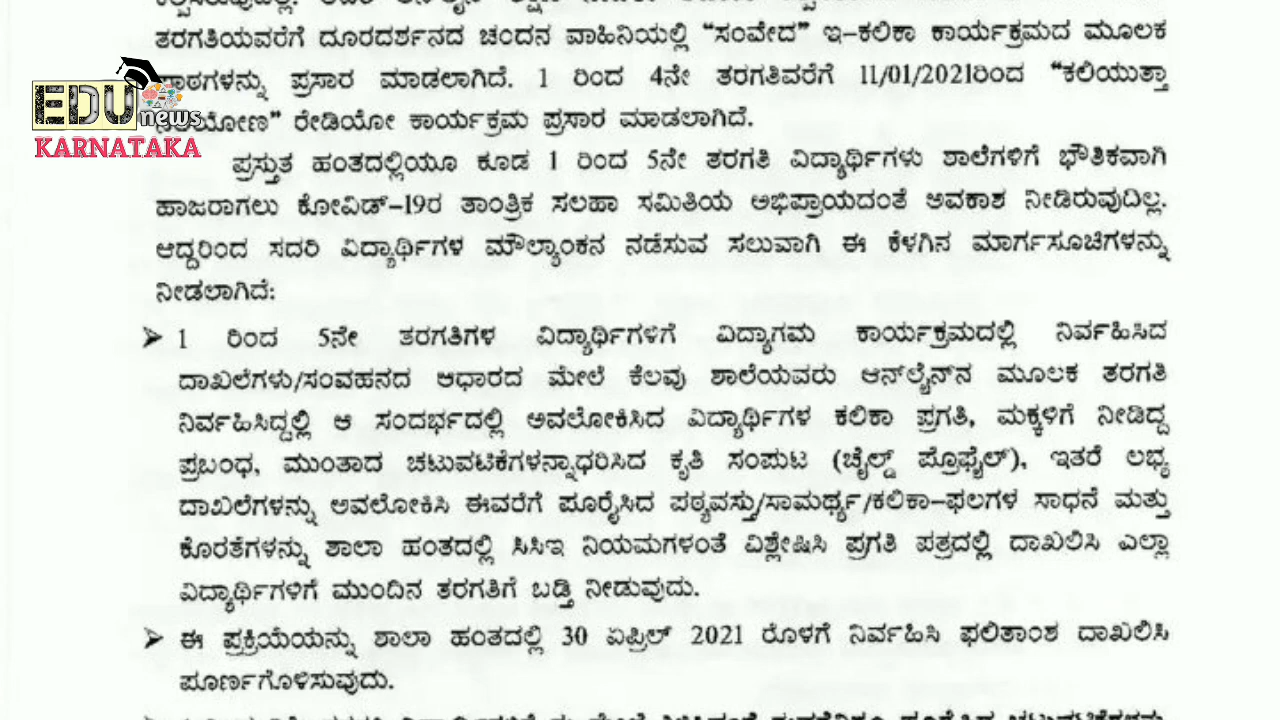 ತರಗತಿಯವರೆಗೆ ದೂರದರ್ಶನದ ಚಂದನ ವಾಹಿನಿಯಲ್ಲಿ “ಸಂವೇದ” ಇ-ಕಲಿಕಾ ಕಾರ್ಯಕ್ರಮದ ಮೂಲಕ
ಪಾಠಗಳನ್ನು ಪ್ರಸಾರ ಮಾಡಲಾಗಿದೆ. 1 ರಿಂದ 4ನೇ ತರಗತಿವರೆಗೆ 11/01/2021ರಿಂದ “ಕಲಿಯುತ್ತಾ
ನಲಿಯೋಣ” ರೇಡಿಯೋ ಕಾರ್ಯಕ್ರಮ ಪ್ರಸಾರ ಮಾಡಲಾಗಿದೆ.
EDU news
KARNATAKA
ಪ್ರಸ್ತುತ ಹಂತದಲ್ಲಿಯೂ ಕೂಡ 1 ರಿಂದ 5ನೇ ತರಗತಿ ವಿದ್ಯಾರ್ಥಿಗಳು ಶಾಲೆಗಳಿಗೆ ಭೌತಿಕವಾಗಿ
ಹಾಜರಾಗಲು ಕೋವಿಡ್-19ರ ತಾಂತ್ರಿಕ ಸಲಹಾ ಸಮಿತಿಯ ಅಭಿಪ್ರಾಯದಂತೆ ಅವಕಾಶ ನೀಡಿರುವುದಿಲ್ಲ.
ಆದ್ದರಿಂದ ಸದರಿ ವಿದ್ಯಾರ್ಥಿಗಳ ಮೌಲ್ಯಾಂಕನ ನಡೆಸುವ ಸಲುವಾಗಿ ಈ ಕೆಳಗಿನ ಮಾರ್ಗಸೂಚಿಗಳನ್ನು
ನೀಡಲಾಗಿದೆ:
➢ 1 ರಿಂದ 5ನೇ ತರಗತಿಗಳ ವಿದ್ಯಾರ್ಥಿಗಳಿಗೆ ವಿದ್ಯಾಗಮ ಕಾರ್ಯಕ್ರಮದಲ್ಲಿ ನಿರ್ವಹಿಸಿದ
ದಾಖಲೆಗಳು/ಸಂವಹನದ ಆಧಾರದ ಮೇಲೆ ಕೆಲವು ಶಾಲೆಯವರು ಆನ್‌ಲೈನ್‌ನ ಮೂಲಕ ತರಗತಿ
ನಿರ್ವಹಿಸಿದ್ದಲ್ಲಿ ಆ ಸಂದರ್ಭದಲ್ಲಿ ಅವಲೋಕಿಸಿದ ವಿದ್ಯಾರ್ಥಿಗಳ ಕಲಿಕಾ ಪ್ರಗತಿ, ಮಕ್ಕಳಿಗೆ ನೀಡಿದ್ದ
ಪ್ರಬಂಧ, ಮುಂತಾದ ಚಟುವಟಿಕೆಗಳನ್ನಾಧರಿಸಿದ ಕೃತಿ ಸಂಪುಟ (ಚೈಲ್ಡ್ ಪ್ರೊಫೈಲ್), ಇತರೆ ಲಭ್ಯ
ದಾಖಲೆಗಳನ್ನು ಅವಲೋಕಿಸಿ ಈವರೆಗೆ ಪೂರೈಸಿದ ಪಠ್ಯವಸ್ತು/ಸಾಮರ್ಥ್ಯ/ಕಲಿಕಾ-ಫಲಗಳ ಸಾಧನೆ ಮತ್ತು
ಕೊರತೆಗಳನ್ನು ಶಾಲಾ ಹಂತದಲ್ಲಿ ಸಿಸಿಇ ನಿಯಮಗಳಂತೆ ವಿಶ್ಲೇಷಿಸಿ ಪ್ರಗತಿ ಪತ್ರದಲ್ಲಿ ದಾಖಲಿಸಿ ಎಲ್ಲಾ
ವಿದ್ಯಾರ್ಥಿಗಳಿಗೆ ಮುಂದಿನ ತರಗತಿಗೆ ಬಡ್ತಿ ನೀಡುವುದು.
➢ ಈ ಪ್ರಕ್ರಿಯೆಯನ್ನು ಶಾಲಾ ಹಂತದಲ್ಲಿ 30 ಏಪ್ರಿಲ್ 2021 ರೊಳಗೆ ನಿರ್ವಹಿಸಿ ಫಲಿತಾಂಶ ದಾಖಲಿಸಿ
ಪೂರ್ಣಗೊಳಿಸುವುದು.